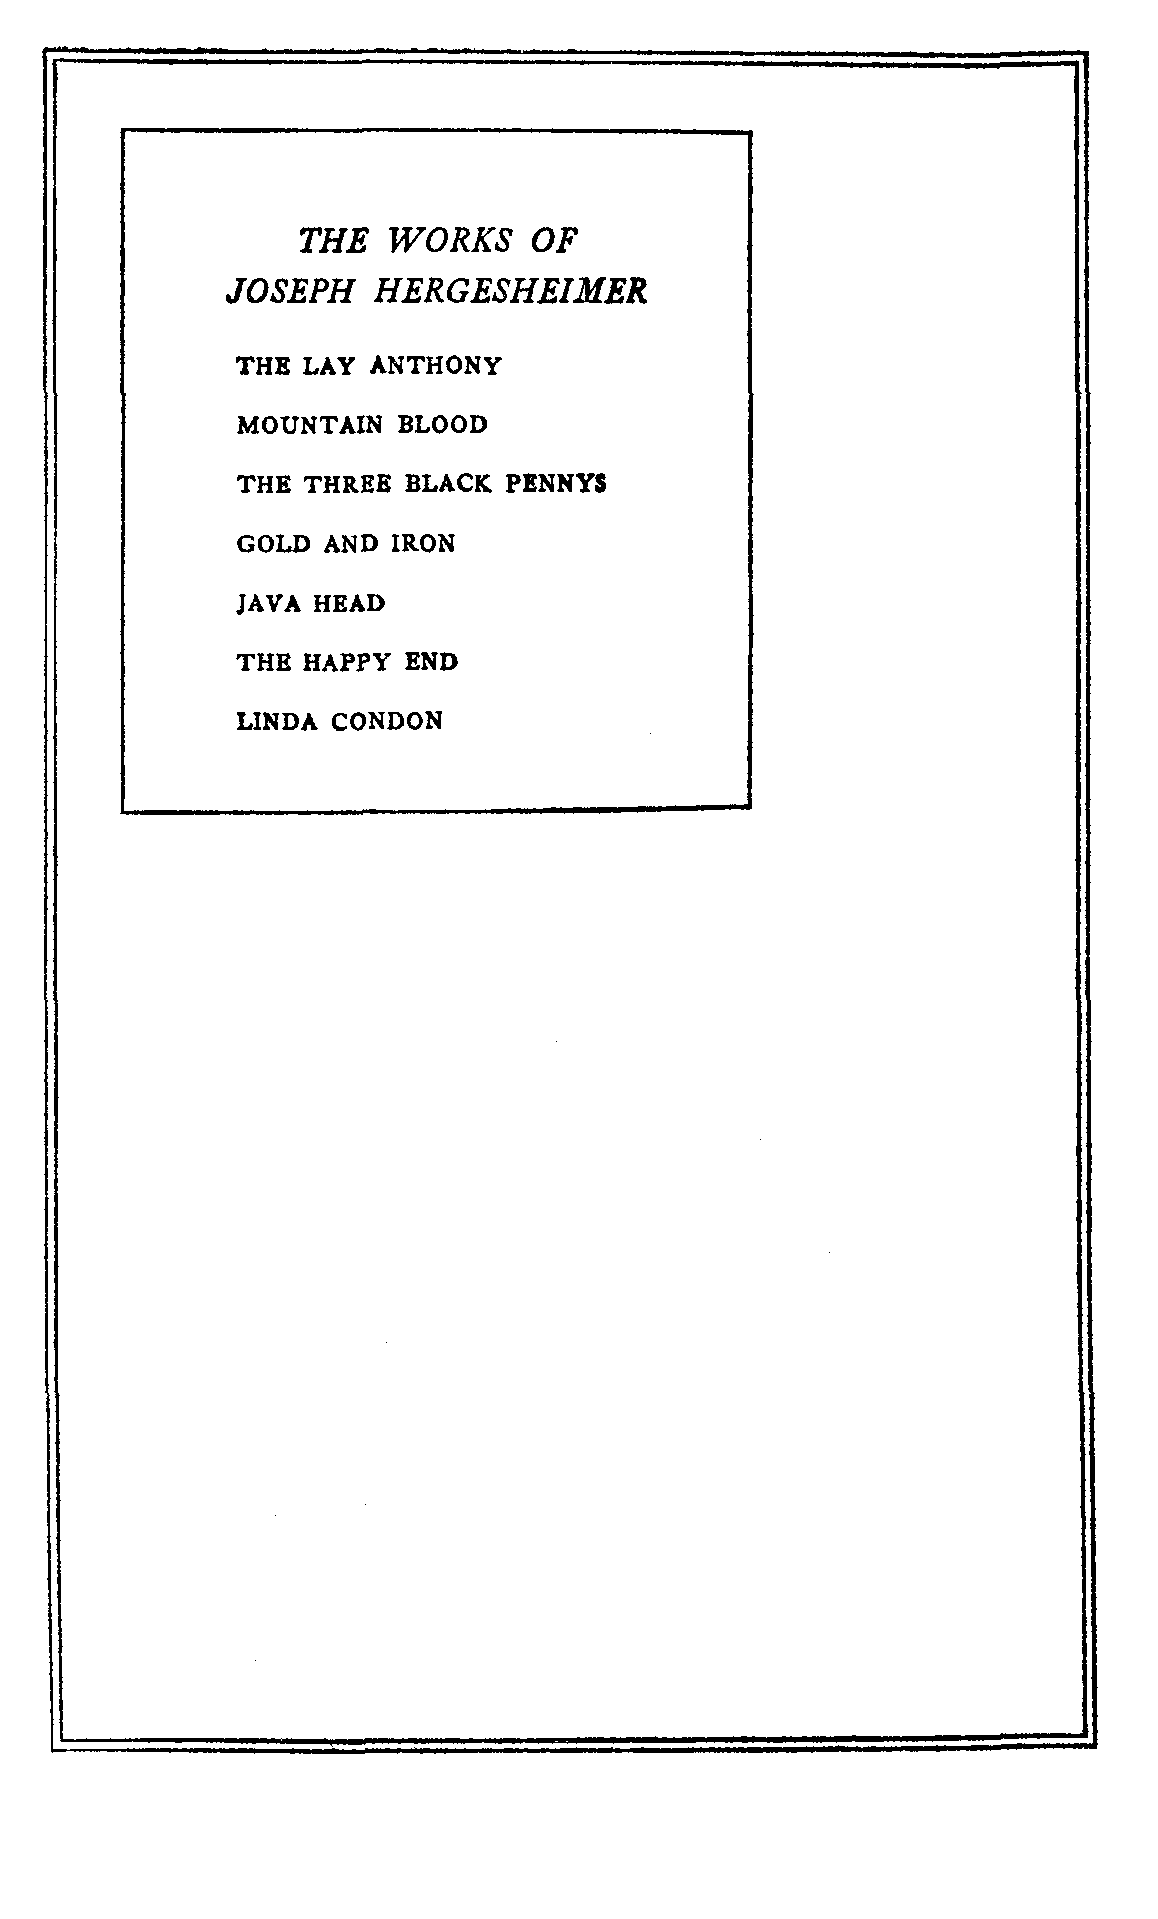 THE WORKS OF
JOSEPH HERGESHEIMER
THE LAY ANTHONY
MOUNTAIN BLOOD
THE THREE BLACK PENNYS
GOLD AND IRON
JAVA HEAD
THE HAPPY END
LINDA CONDON